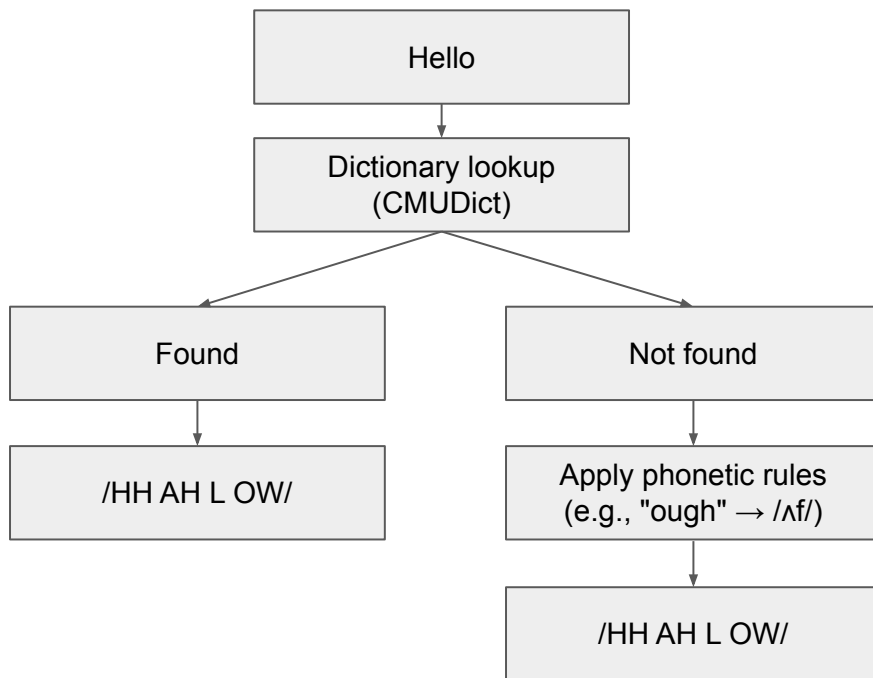 Hello
Dictionary lookup
(CMUDict)
Found
Not found
/HH AH L OW/
Apply phonetic rules
(e.g., "ough" → /ʌf/)
/HH AH L OW/